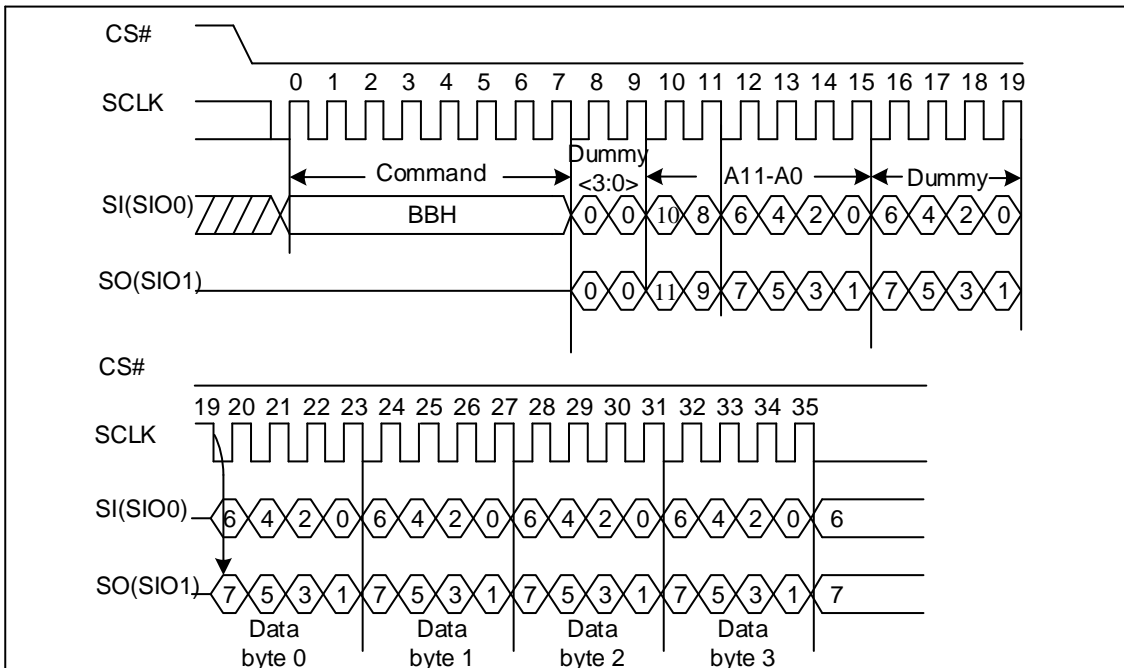 CS#
0 1 2 3 4 5 6 7 8 9 10 11 12 13 14 15 16 17 18 19
SCLK
Dummy
Command <3:0> A11-A0 Dummy
SI(SIO0) BBH 0 0 10 8 6 4 2 0 6 4 2 0
SO(SIO1) 0 0 11 9 7 5 3 1 7 5 3 1
CS#
19 20 21 22 23 24 25 26 27 28 29 30 31 32 33 34 35
SCLK
SI(SIO0) 6 4 2 0 6 4 2 0 6 4 2 0 6 4 2 0 6
SO(SIO1) 7 5 3 1 7 5 3 1 7 5 3 1 7 5 3 1 7
Data Data Data Data
byte 0 byte 1 byte 2 byte 3